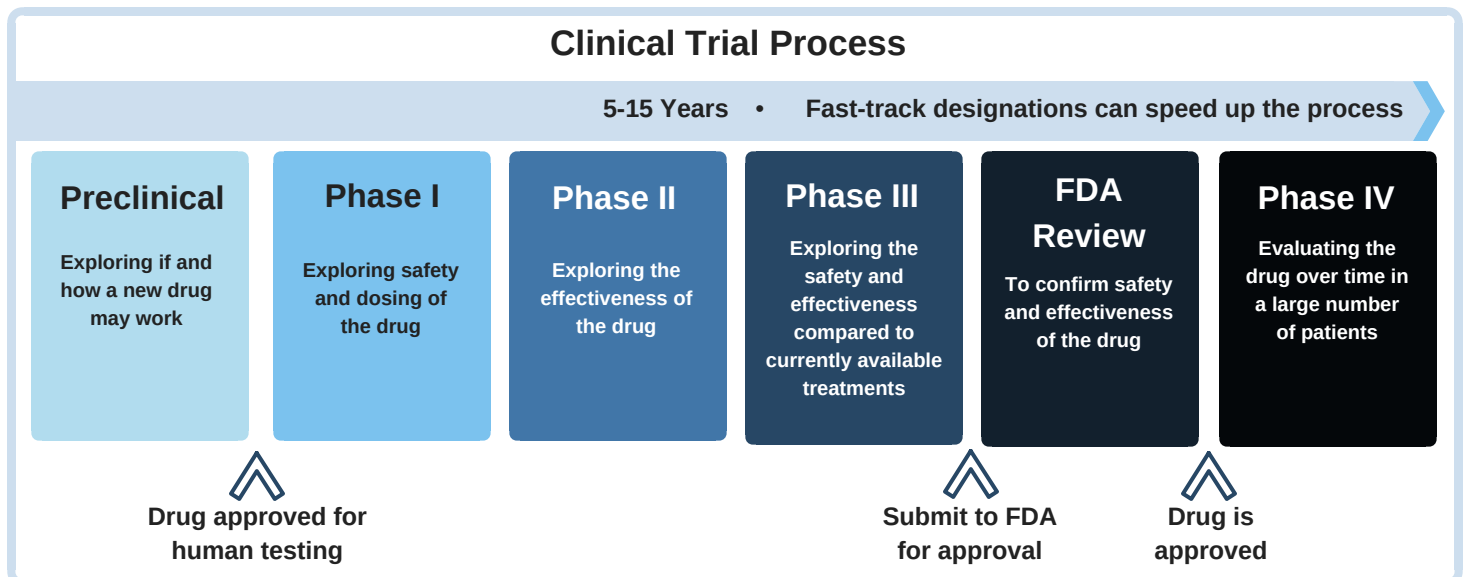 Clinical Trial Process
5-15 Years • Fast-track designations can speed up the process
Preclinical
Exploring if and
how a new drug
may work
Phase I
Exploring safety
and dosing of
the drug
Phase II
Exploring the
effectiveness of
the drug
Phase III
Exploring the
safety and
effectiveness
compared to
currently available
treatments
FDA
Review
To confirm safety
and effectiveness
of the drug
Phase IV
Evaluating the
drug over time in
a large number
of patients
Drug approved for
human testing
Submit to FDA
for approval
Drug is
approved